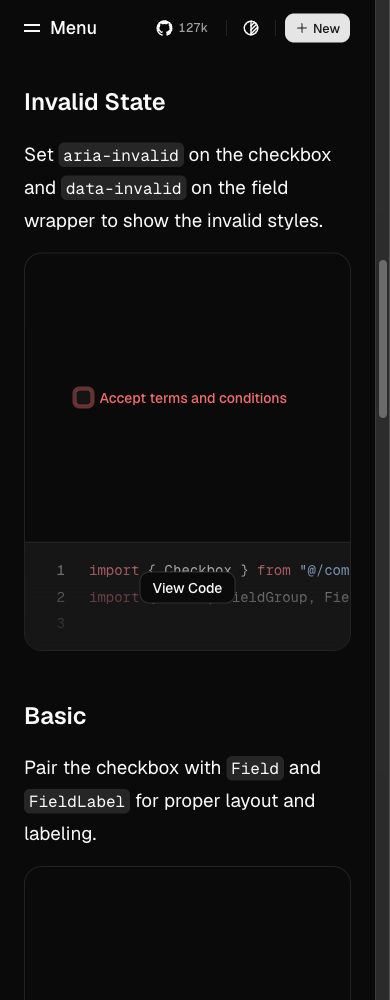 Menu 127k + New
Invalid State
Set aria-invalid on the checkbox
and data-invalid on the field
wrapper to show the invalid styles.
Accept terms and conditions
1 import { Checkbox } from "@/com
2 import ieldGroup, Fie
View Code
3
Basic
Pair the checkbox with Field and
FieldLabel for proper layout and
labeling.